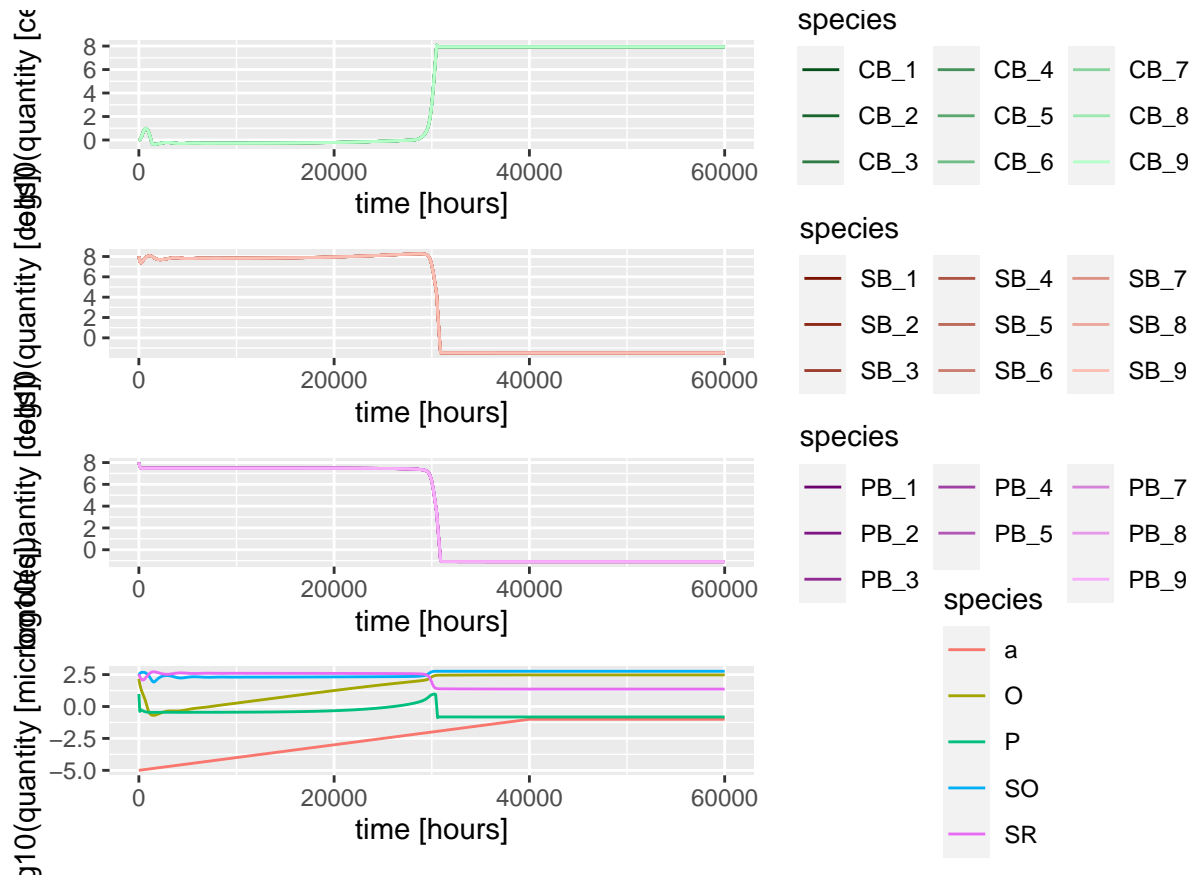 8
6
4
2
0
0 20000 40000 60000
time [hours]
species
CB_1 CB_4 CB_7
CB_2 CB_5 CB_8
CB_3 CB_6 CB_9
8
6
4
2
0
0 20000 40000 60000
time [hours]
species
SB_1 SB_4 SB_7
SB_2 SB_5 SB_8
SB_3 SB_6 SB_9
8
6
4
2
0
0 20000 40000 60000
time [hours]
species
PB_1 PB_4 PB_7
PB_2 PB_5 PB_8
PB_3 PB_9
g10(quantity [micromoles])
2.5
0.0
−2.5
−5.0
0 20000 40000 60000
time [hours]
species
a
O
P
SO
SR